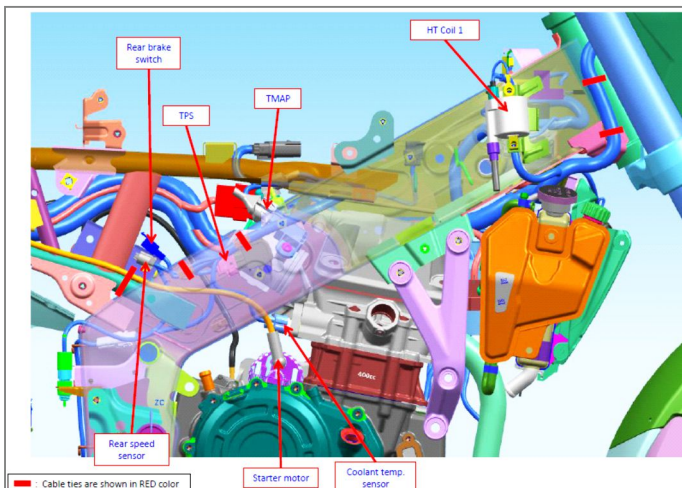 HT Coil 1
Rear brake
switch
TPS
TMAP
400cc
ZC
Rear speed
sensor
Starter motor
Coolant temp.
sensor
: Cable ties are shown in RED color